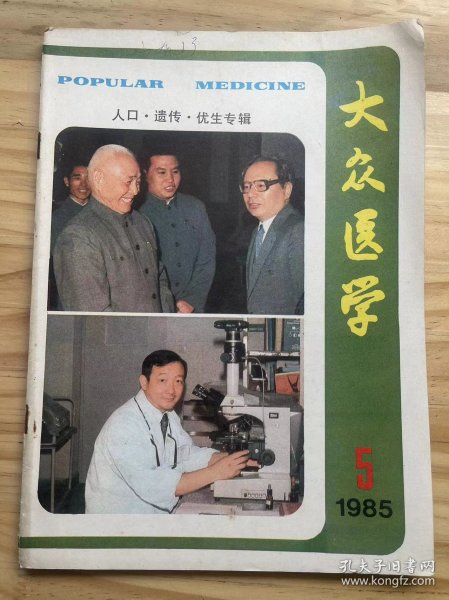 POPULAR MEDICINE
人口·遗传·优生专辑
大众医学
5
1985
孔夫子旧书网
www.kongfz.com